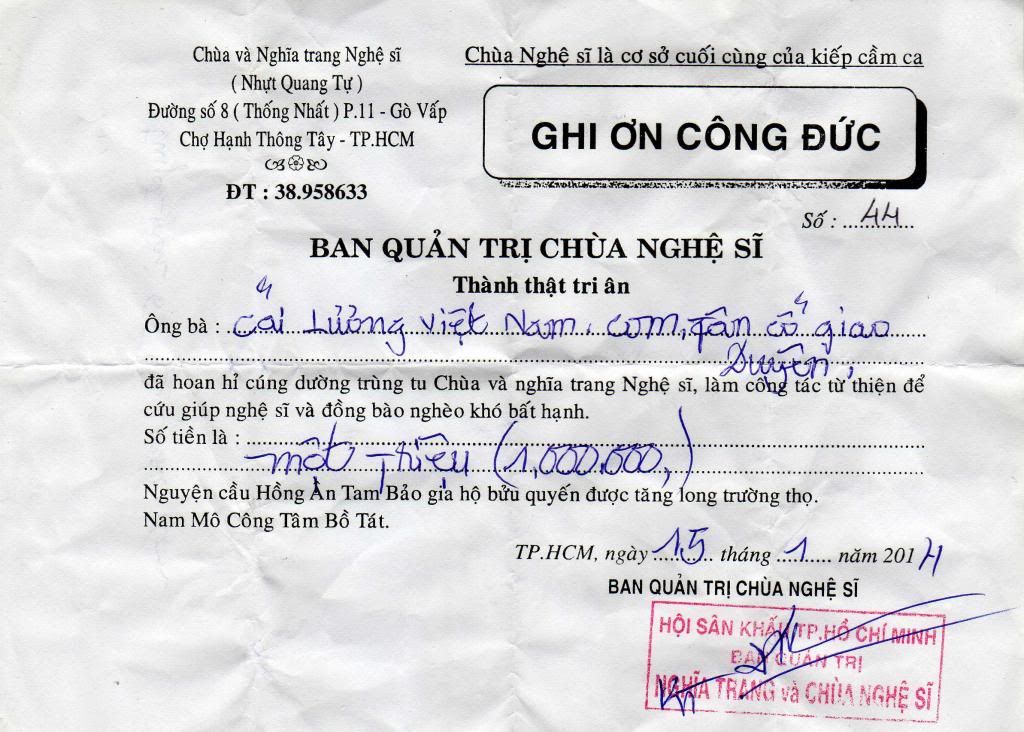 Chùa và Nghĩa trang Nghệ sĩ
( Nhựt Quang Tự )
Đường số 8 ( Thống Nhất ) P.11 - Gò Vấp
Chợ Hạnh Thông Tây - TP.HCM
ĐT : 38.958633
Chùa Nghệ sĩ là cơ sở cuối cùng của kiếp cầm ca
GHI ƠN CÔNG ĐỨC
Số : 44
BAN QUẢN TRỊ CHÙA NGHỆ SĨ
Thành thật tri ân
Ông bà : Cải Lương Việt Nam. com, Tân cổ giao
Duyên,
đã hoan hỉ cúng dường trùng tu Chùa và nghĩa trang Nghệ sĩ, làm công tác từ thiện để
cứu giúp nghệ sĩ và đồng bào nghèo khó bất hạnh.
Số tiền là :
một Thiệu (1,000.000,)
Nguyện cầu Hồng Ân Tam Bảo gia hộ bửu quyến được tăng long trường thọ.
Nam Mô Công Tâm Bồ Tát.
TP.HCM, ngày 15 tháng 1 năm 2014
BAN QUẢN TRỊ CHÙA NGHỆ SĨ
HỘI SÂN KHẤU TP.HỒ CHÍ MINH
BAN QUẢN TRỊ
NGHĨA TRANG và CHÙA NGHỆ SĨ